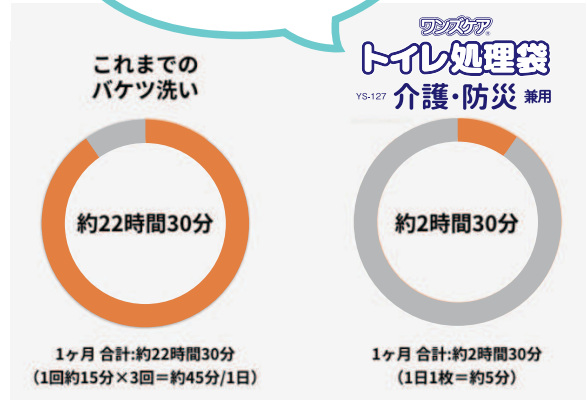 これまでの
バケツ洗い
約22時間30分
1ヶ月 合計:約22時間30分
（1回約15分×3回＝約45分/1日）
ワンズケア®
トイレ処理袋
YS-127 介護・防災 兼用
約2時間30分
1ヶ月 合計:約2時間30分
（1日1枚＝約5分）